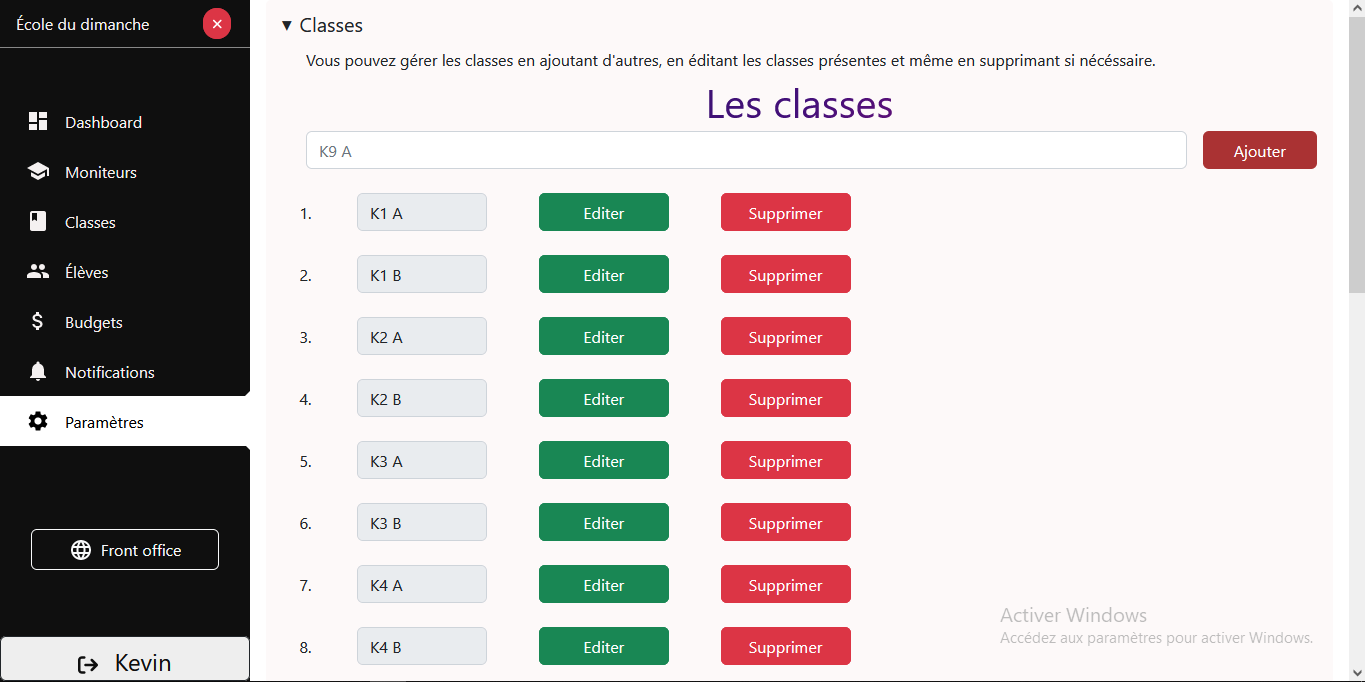 École du dimanche
Dashboard
Moniteurs
Classes
Élèves
Budgets
Notifications
Paramètres
Front office
Kevin
Classes
Vous pouvez gérer les classes en ajoutant d'autres, en éditant les classes présentes et même en supprimant si nécéssaire.
Les classes
K9 A Ajouter
1. K1 A Editer Supprimer
2. K1 B Editer Supprimer
3. K2 A Editer Supprimer
4. K2 B Editer Supprimer
5. K3 A Editer Supprimer
6. K3 B Editer Supprimer
7. K4 A Editer Supprimer
8. K4 B Editer Supprimer
Activer Windows
Accédez aux paramètres pour activer Windows.